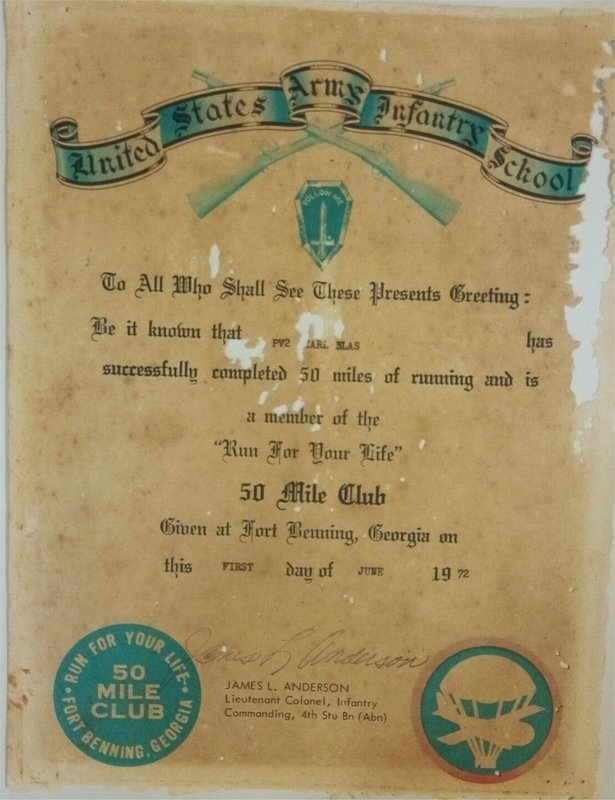 United States Army Infantry School
FOLLOW ME
To All Who Shall See These Presents Greeting:
Be it known that PV2 CARL BLAS has
successfully completed 50 miles of running and is
a member of the
"Run For Your Life"
50 Mile Club
Given at Fort Benning, Georgia on
this FIRST day of JUNE 19 72
James L Anderson
JAMES L. ANDERSON
Lieutenant Colonel, Infantry
Commanding, 4th Stu Bn (Abn)
• RUN FOR YOUR LIFE •
50
MILE
CLUB
FORT BENNING, GEORGIA